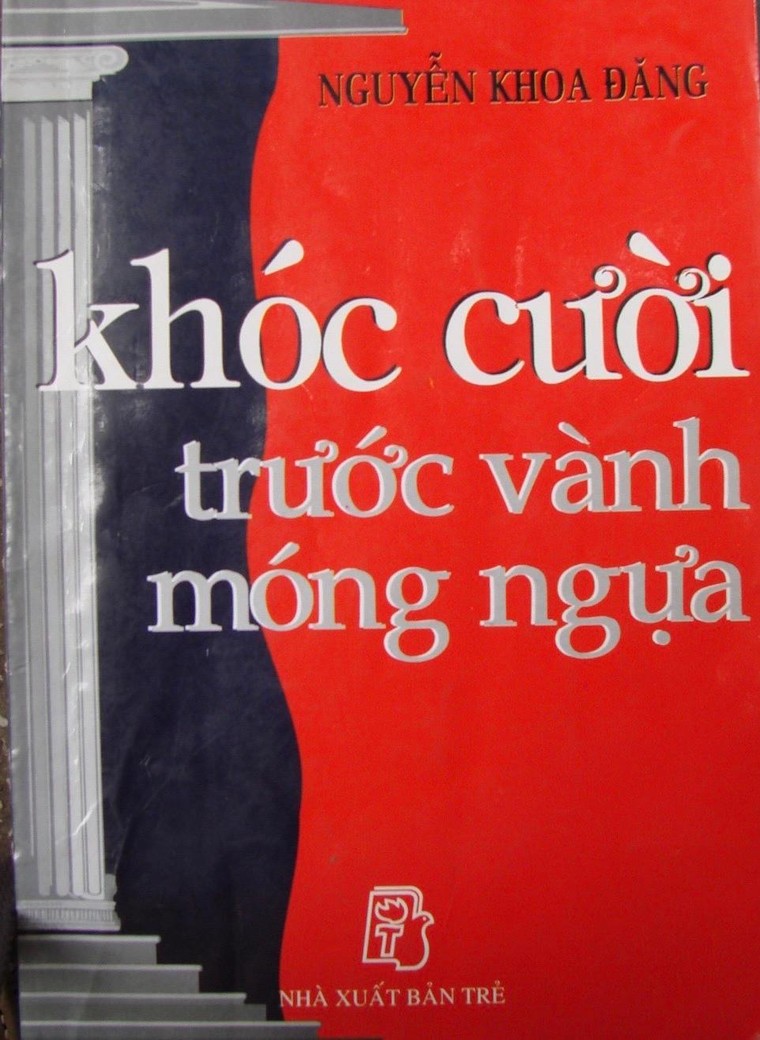 NGUYỄN KHOA ĐĂNG
khóc cười
trước vành
móng ngựa
T
NHÀ XUẤT BẢN TRẺ